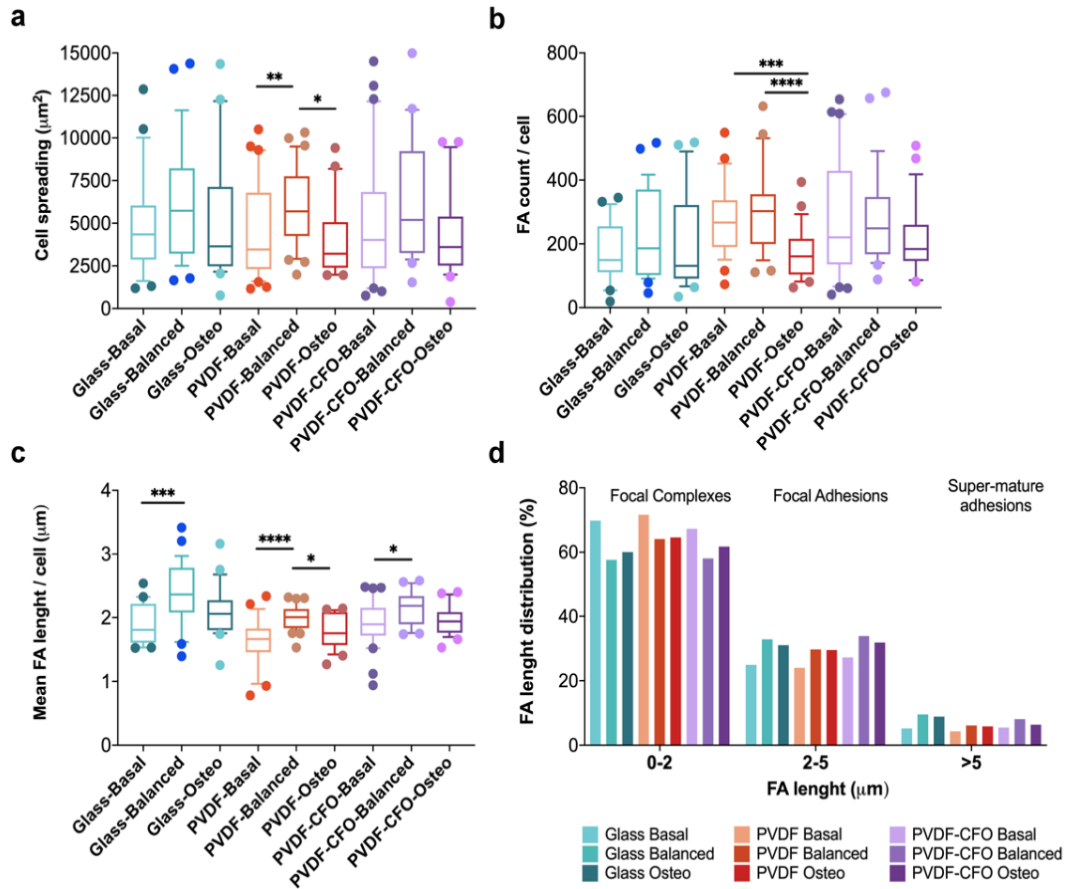 a
Cell spreading (μm²)
15000
12500
10000
7500
5000
2500
0
**
*
Glass-Basal
Glass-Balanced
Glass-Osteo
PVDF-Basal
PVDF-Balanced
PVDF-Osteo
PVDF-CFO-Basal
PVDF-CFO-Balanced
PVDF-CFO-Osteo
b
FA count / cell
800
600
400
200
0
***
****
Glass-Basal
Glass-Balanced
Glass-Osteo
PVDF-Basal
PVDF-Balanced
PVDF-Osteo
PVDF-CFO-Basal
PVDF-CFO-Balanced
PVDF-CFO-Osteo
c
Mean FA lenght / cell (μm)
4
3
2
1
0
***
****
*
*
Glass-Basal
Glass-Balanced
Glass-Osteo
PVDF-Basal
PVDF-Balanced
PVDF-Osteo
PVDF-CFO-Basal
PVDF-CFO-Balanced
PVDF-CFO-Osteo
d
FA lenght distribution (%)
80
60
40
20
0
Focal Complexes
Focal Adhesions
Super-mature
adhesions
0-2
2-5
>5
FA lenght (μm)
Glass Basal
Glass Balanced
Glass Osteo
PVDF Basal
PVDF Balanced
PVDF Osteo
PVDF-CFO Basal
PVDF-CFO Balanced
PVDF-CFO Osteo